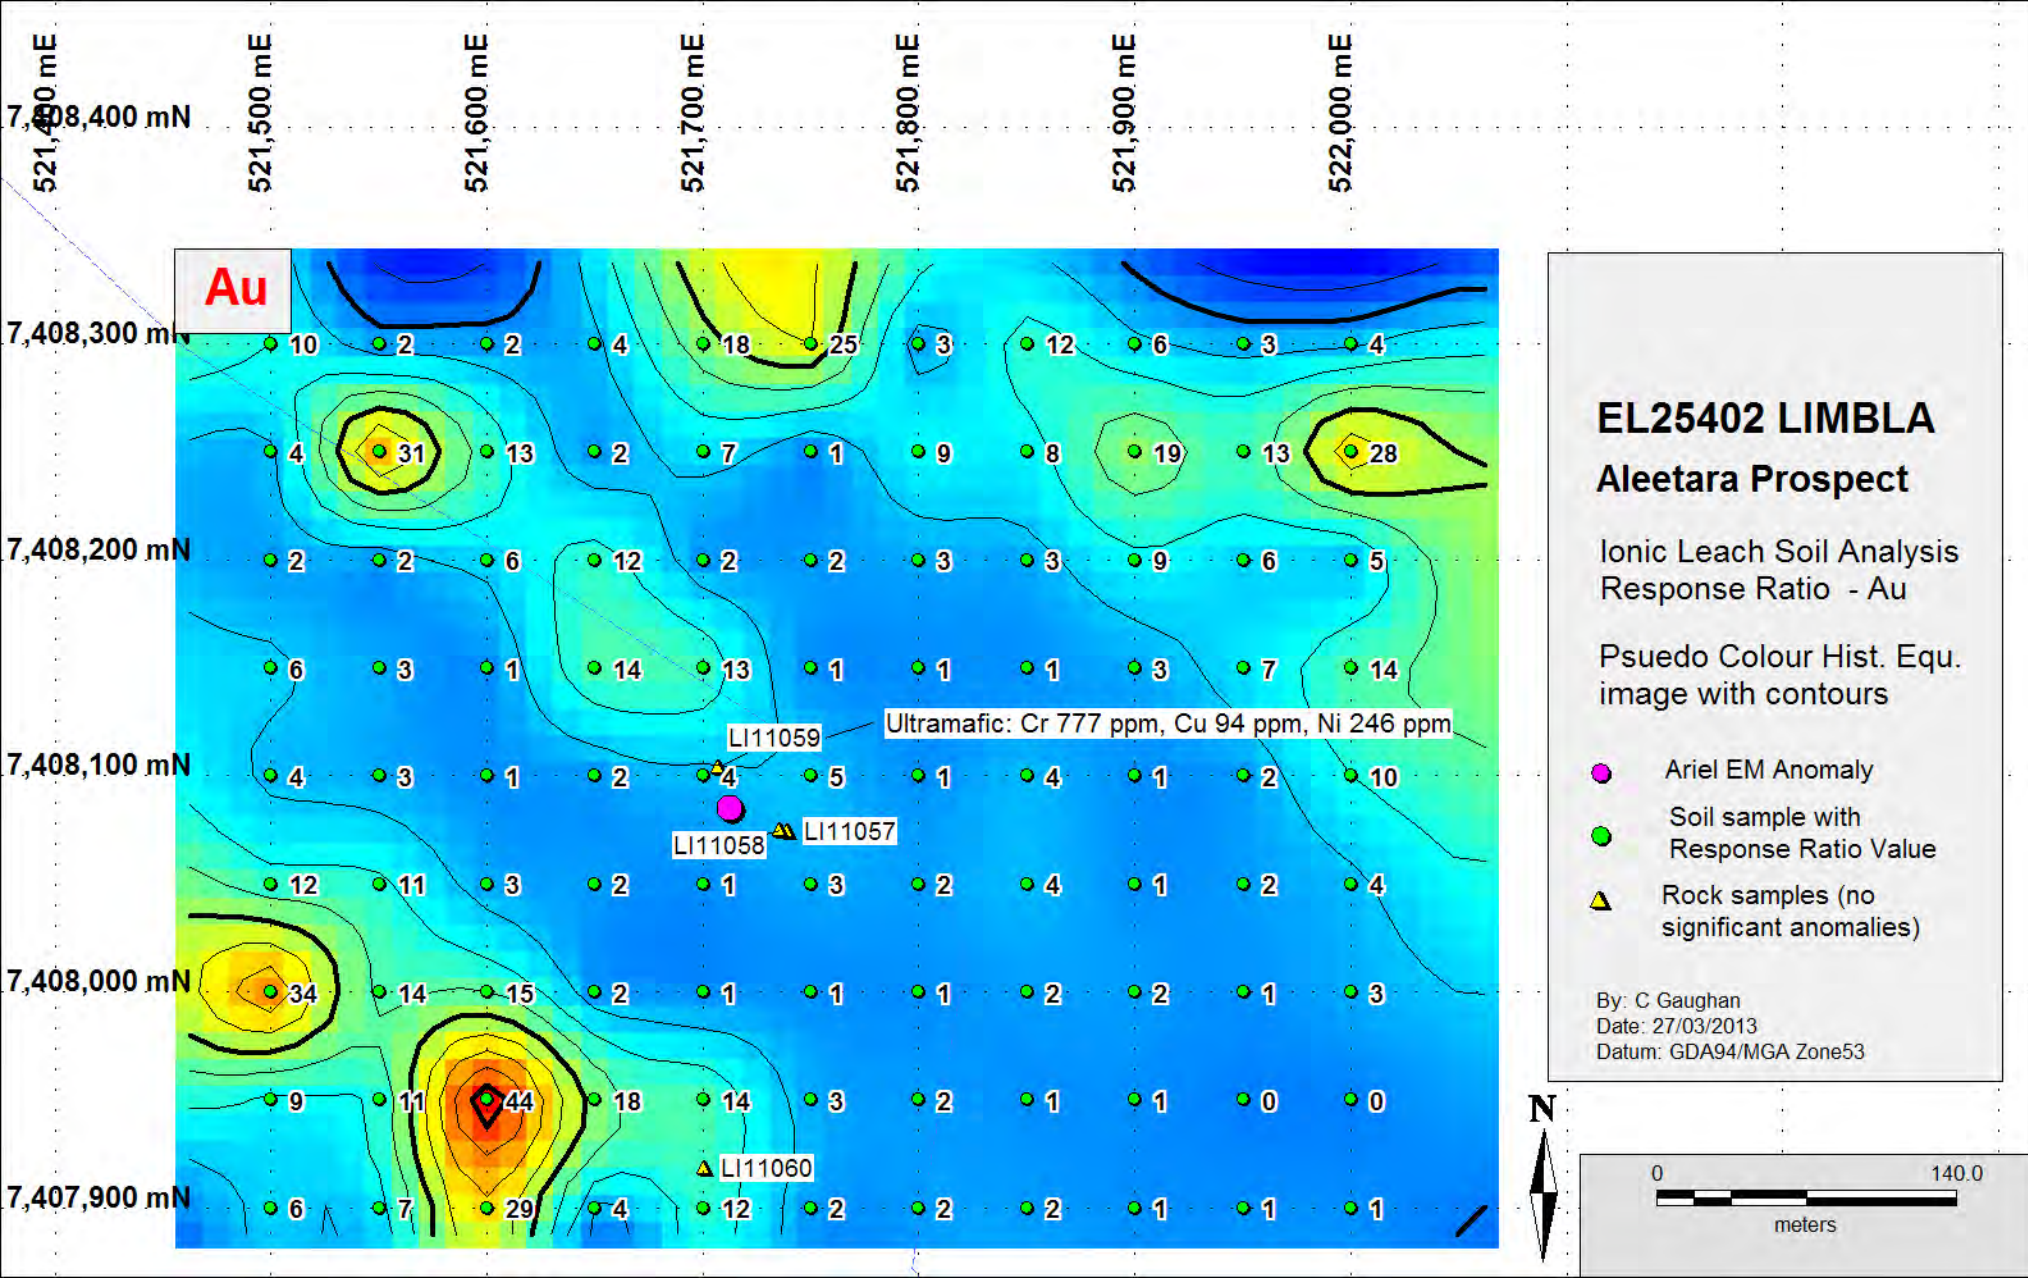 521,400 mE
521,500 mE
521,600 mE
521,700 mE
521,800 mE
521,900 mE
522,000 mE
7,408,400 mN
Au
7,408,300 mN
10 2 2 4 18 25 3 12 6 3 4
4 31 13 2 7 1 9 8 19 13 28
7,408,200 mN
2 2 6 12 2 2 3 3 9 6 5
6 3 1 14 13 1 1 1 3 7 14
LI11059
Ultramafic: Cr 777 ppm, Cu 94 ppm, Ni 246 ppm
7,408,100 mN
4 3 1 2 4 5 1 4 1 2 10
LI11058
LI11057
12 11 3 2 1 3 2 4 1 2 4
7,408,000 mN
34 14 15 2 1 1 1 2 2 1 3
9 11 44 18 14 3 2 1 1 0 0
LI11060
7,407,900 mN
6 7 29 4 12 2 2 2 1 1 1
EL25402 LIMBLA
Aleetara Prospect
Ionic Leach Soil Analysis
Response Ratio - Au
Psuedo Colour Hist. Equ.
image with contours
Ariel EM Anomaly
Soil sample with
Response Ratio Value
Rock samples (no
significant anomalies)
By: C Gaughan
Date: 27/03/2013
Datum: GDA94/MGA Zone53
N
0 140.0
meters